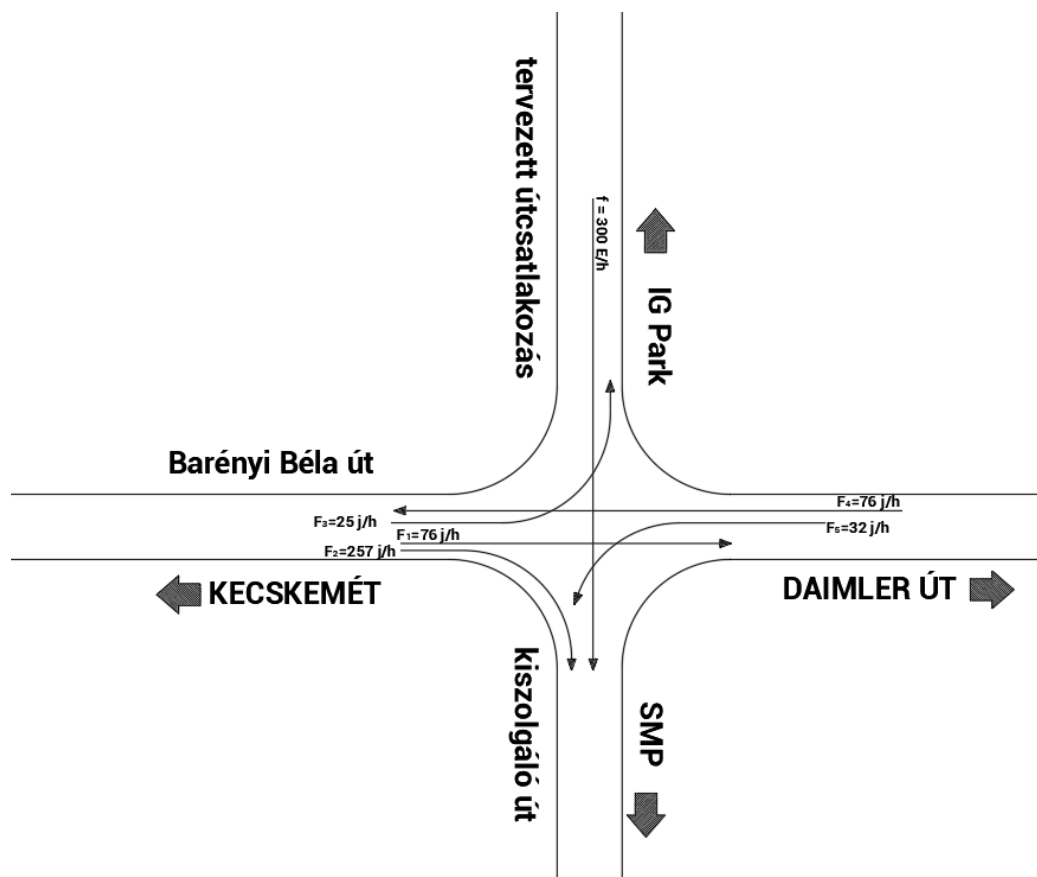 tervezett útcsatlakozás
f = 300 E/h
IG Park
Barényi Béla út
F₃=25 j/h
F₁=76 j/h
F₂=257 j/h
F₄=76 j/h
F₅=32 j/h
KECSKEMÉT
DAIMLER ÚT
kiszolgáló út
SMP